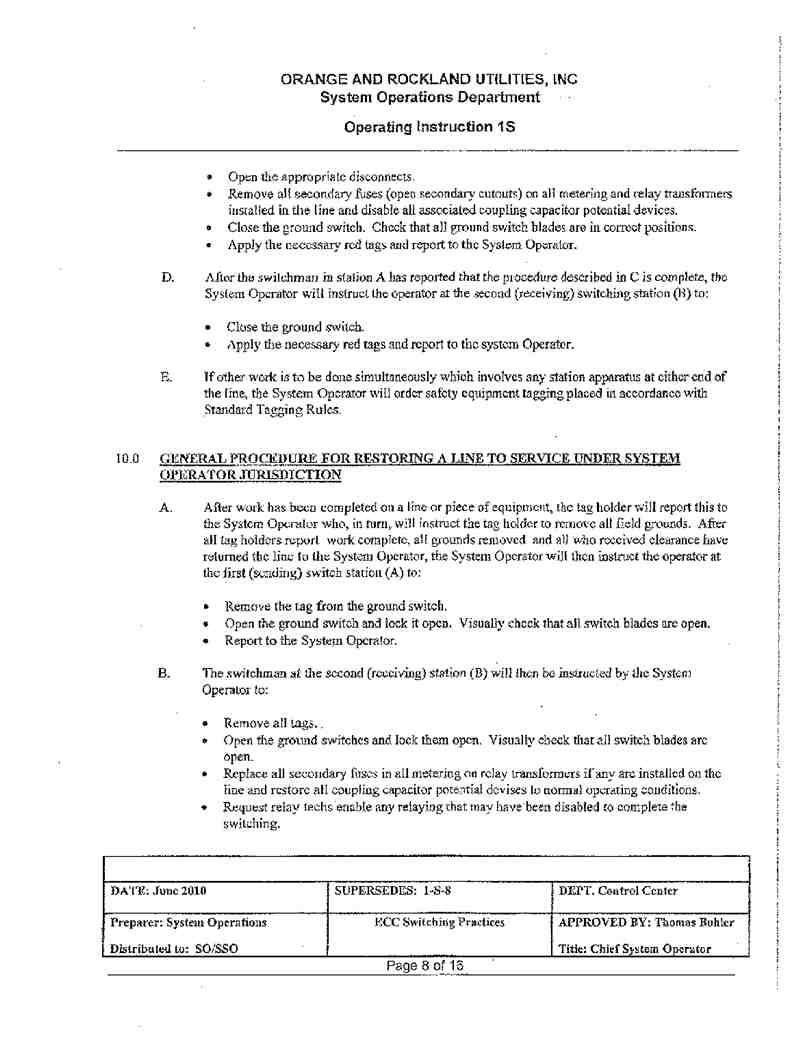 ORANGE AND ROCKLAND UTILITIES, INC
System Operations Department
Operating Instruction 1S
• Open the appropriate disconnects.
• Remove all secondary fuses (open secondary cutouts) on all metering and relay transformers
installed in the line and disable all associated coupling capacitor potential devices.
• Close the ground switch. Check that all ground switch blades are in correct positions.
• Apply the necessary red tags and report to the System Operator.
D. After the switchman in station A has reported that the procedure described in C is complete, the
System Operator will instruct the operator at the second (receiving) switching station (B) to:
• Close the ground switch.
• Apply the necessary red tags and report to the system Operator.
E. If other work is to be done simultaneously which involves any station apparatus at either end of
the line, the System Operator will order safety equipment tagging placed in accordance with
Standard Tagging Rules.
10.0 GENERAL PROCEDURE FOR RESTORING A LINE TO SERVICE UNDER SYSTEM
OPERATOR JURISDICTION
A. After work has been completed on a line or piece of equipment, the tag holder will report this to
the System Operator who, in turn, will instruct the tag holder to remove all field grounds. After
all tag holders report work complete, all grounds removed and all who received clearance have
returned the line to the System Operator, the System Operator will then instruct the operator at
the first (sending) switch station (A) to:
• Remove the tag from the ground switch.
• Open the ground switch and lock it open. Visually check that all switch blades are open.
• Report to the System Operator.
B. The switchman at the second (receiving) station (B) will then be instructed by the System
Operator to:
• Remove all tags.
• Open the ground switches and lock them open. Visually check that all switch blades are
open.
• Replace all secondary fuses in all metering on relay transformers if any are installed on the
line and restore all coupling capacitor potential devises to normal operating conditions.
• Request relay techs enable any relaying that may have been disabled to complete the
switching.
DATE: June 2010 SUPERSEDES: 1-S-8 DEPT. Control Center
Preparer: System Operations ECC Switching Practices APPROVED BY: Thomas Bohler
Distributed to: SO/SSO Title: Chief System Operator
Page 8 of 16